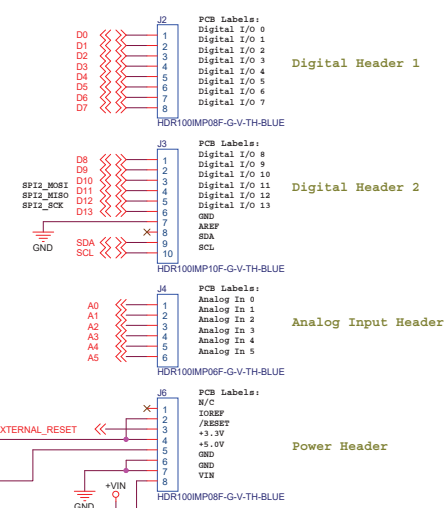 J2 PCB Labels:
D0 1 Digital I/O 0
D1 2 Digital I/O 1
D2 3 Digital I/O 2
D3 4 Digital I/O 3
D4 5 Digital I/O 4
D5 6 Digital I/O 5
D6 7 Digital I/O 6
D7 8 Digital I/O 7
Digital Header 1
HDR100IMP08F-G-V-TH-BLUE
J3 PCB Labels:
D8 1 Digital I/O 8
D9 2 Digital I/O 9
D10 3 Digital I/O 10
SPI2_MOSI D11 4 Digital I/O 11
SPI2_MISO D12 5 Digital I/O 12
SPI2_SCK D13 6 Digital I/O 13
7 GND
8 AREF
SDA 9 SDA
SCL 10 SCL
GND
Digital Header 2
HDR100IMP10F-G-V-TH-BLUE
J4 PCB Labels:
A0 1 Analog In 0
A1 2 Analog In 1
A2 3 Analog In 2
A3 4 Analog In 3
A4 5 Analog In 4
A5 6 Analog In 5
Analog Input Header
HDR100IMP06F-G-V-TH-BLUE
J6 PCB Labels:
1 N/C
2 IOREF
XTERNAL_RESET 3 /RESET
4 +3.3V
5 +5.0V
6 GND
7 GND
8 VIN
Power Header
+VIN
GND
HDR100IMP08F-G-V-TH-BLUE